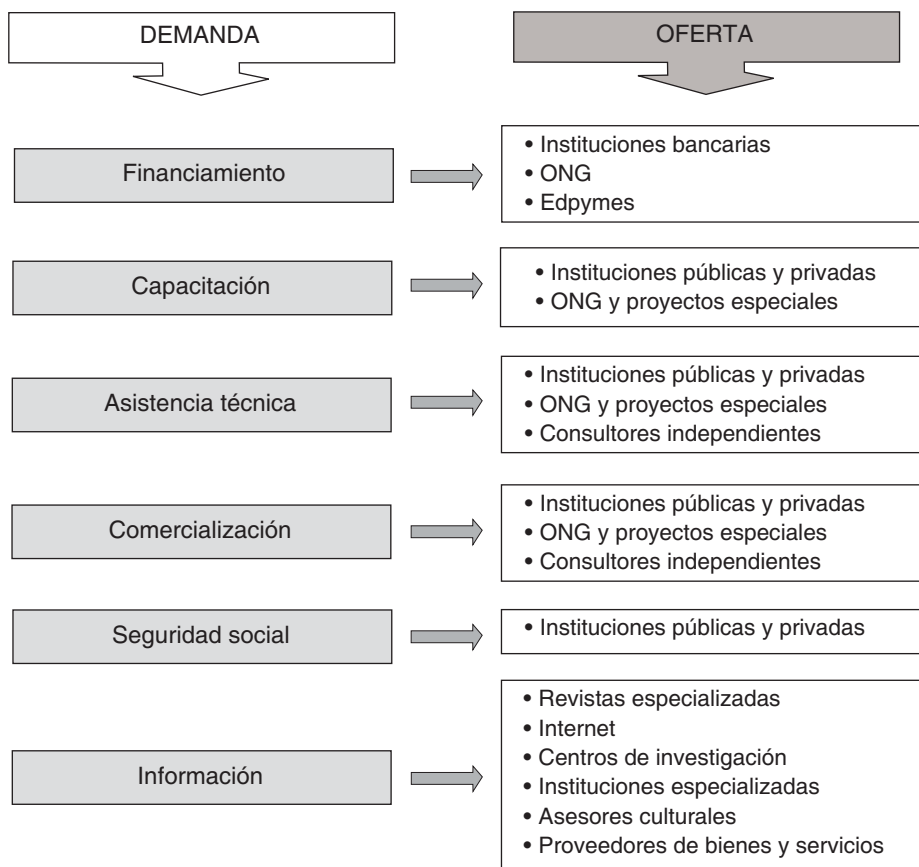 DEMANDA
OFERTA
Financiamiento
• Instituciones bancarias
• ONG
• Edpymes
Capacitación
• Instituciones públicas y privadas
• ONG y proyectos especiales
Asistencia técnica
• Instituciones públicas y privadas
• ONG y proyectos especiales
• Consultores independientes
Comercialización
• Instituciones públicas y privadas
• ONG y proyectos especiales
• Consultores independientes
Seguridad social
• Instituciones públicas y privadas
Información
• Revistas especializadas
• Internet
• Centros de investigación
• Instituciones especializadas
• Asesores culturales
• Proveedores de bienes y servicios